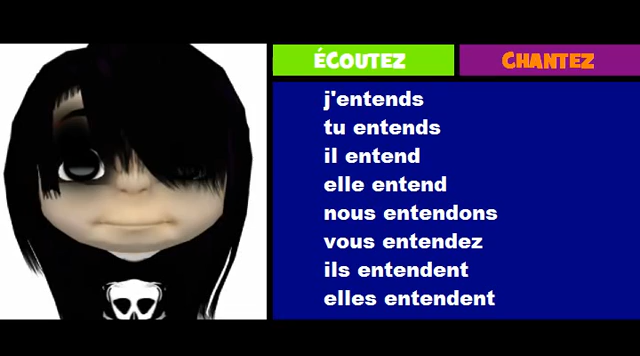 ÉCOUTEZ
CHANTEZ
j'entends
tu entends
il entend
elle entend
nous entendons
vous entendez
ils entendent
elles entendent